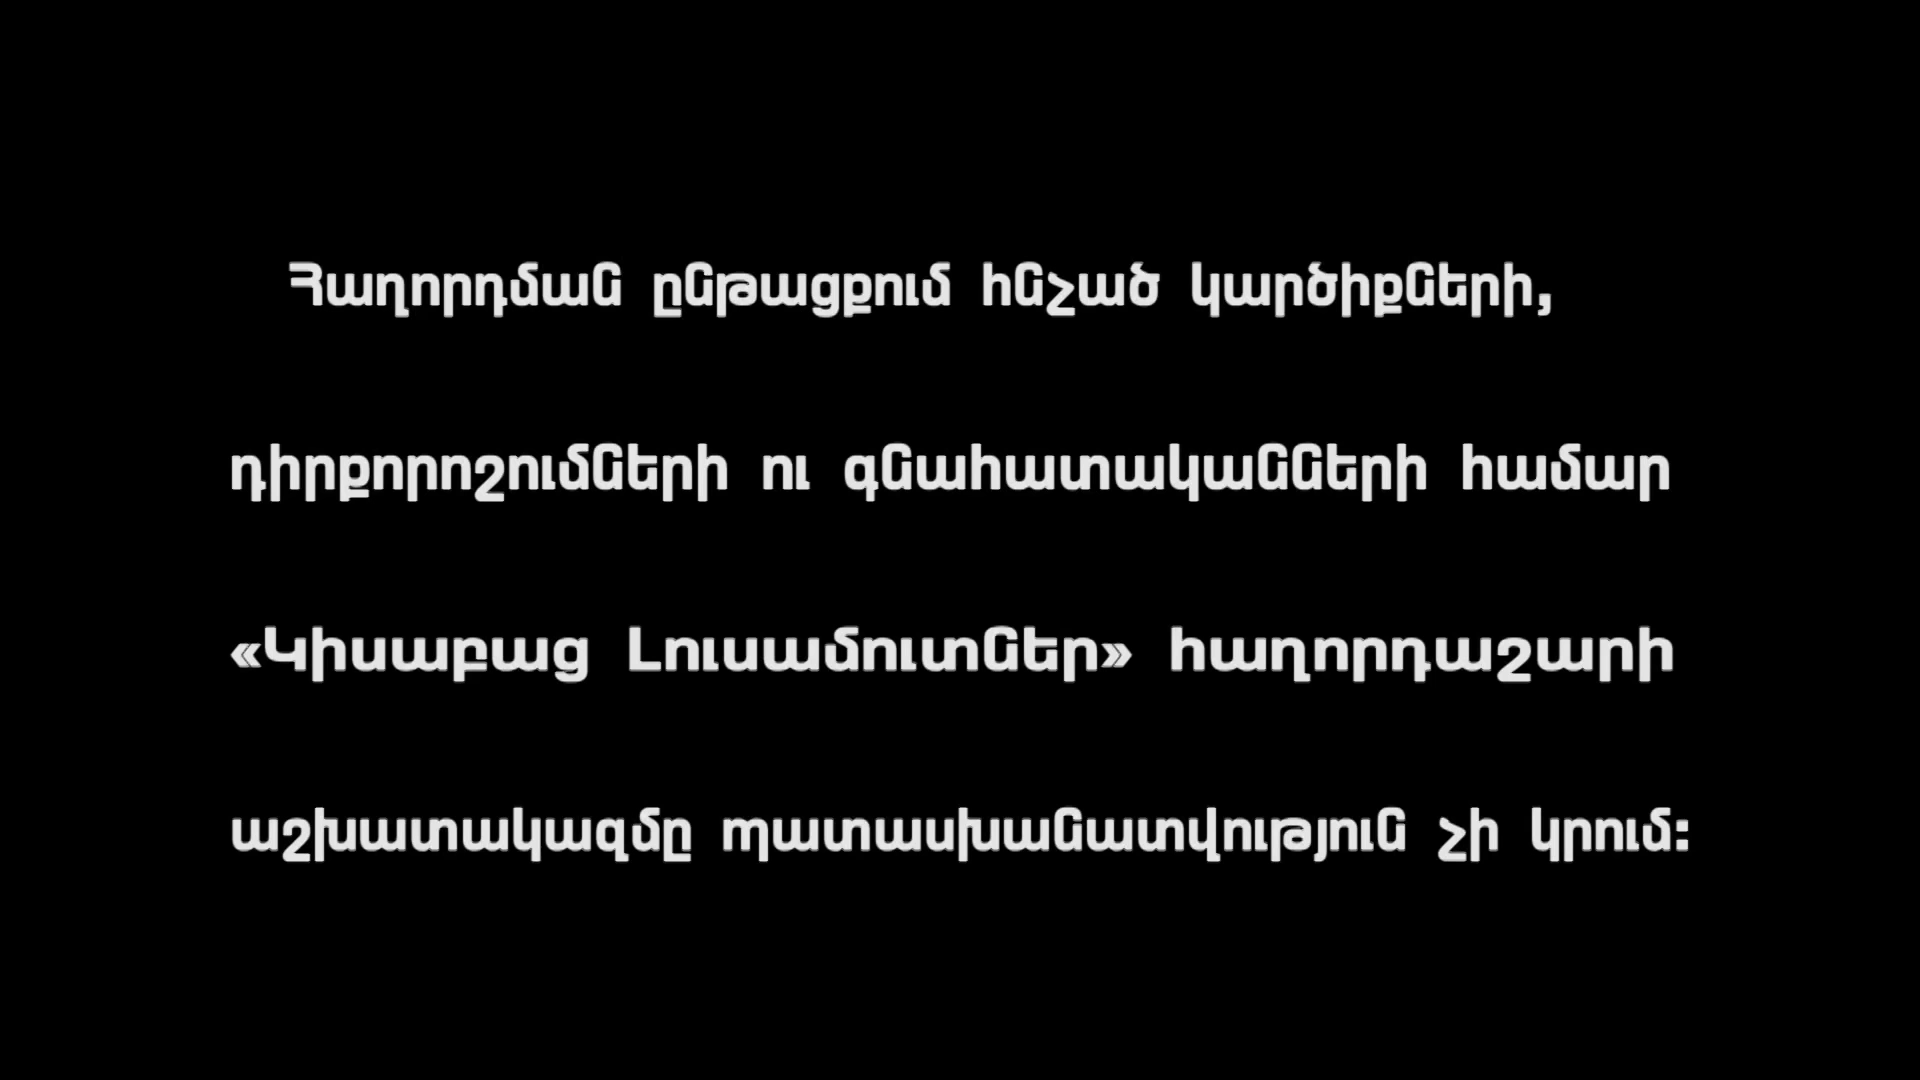 Հաղորդման ընթացքում հնչած կարծիքների,
դիրքորոշումների ու գնահատականների համար
«Կիսաբաց Լուսամուտներ» հաղորդաշարի
աշխատակազմը պատասխանատվություն չի կրում: